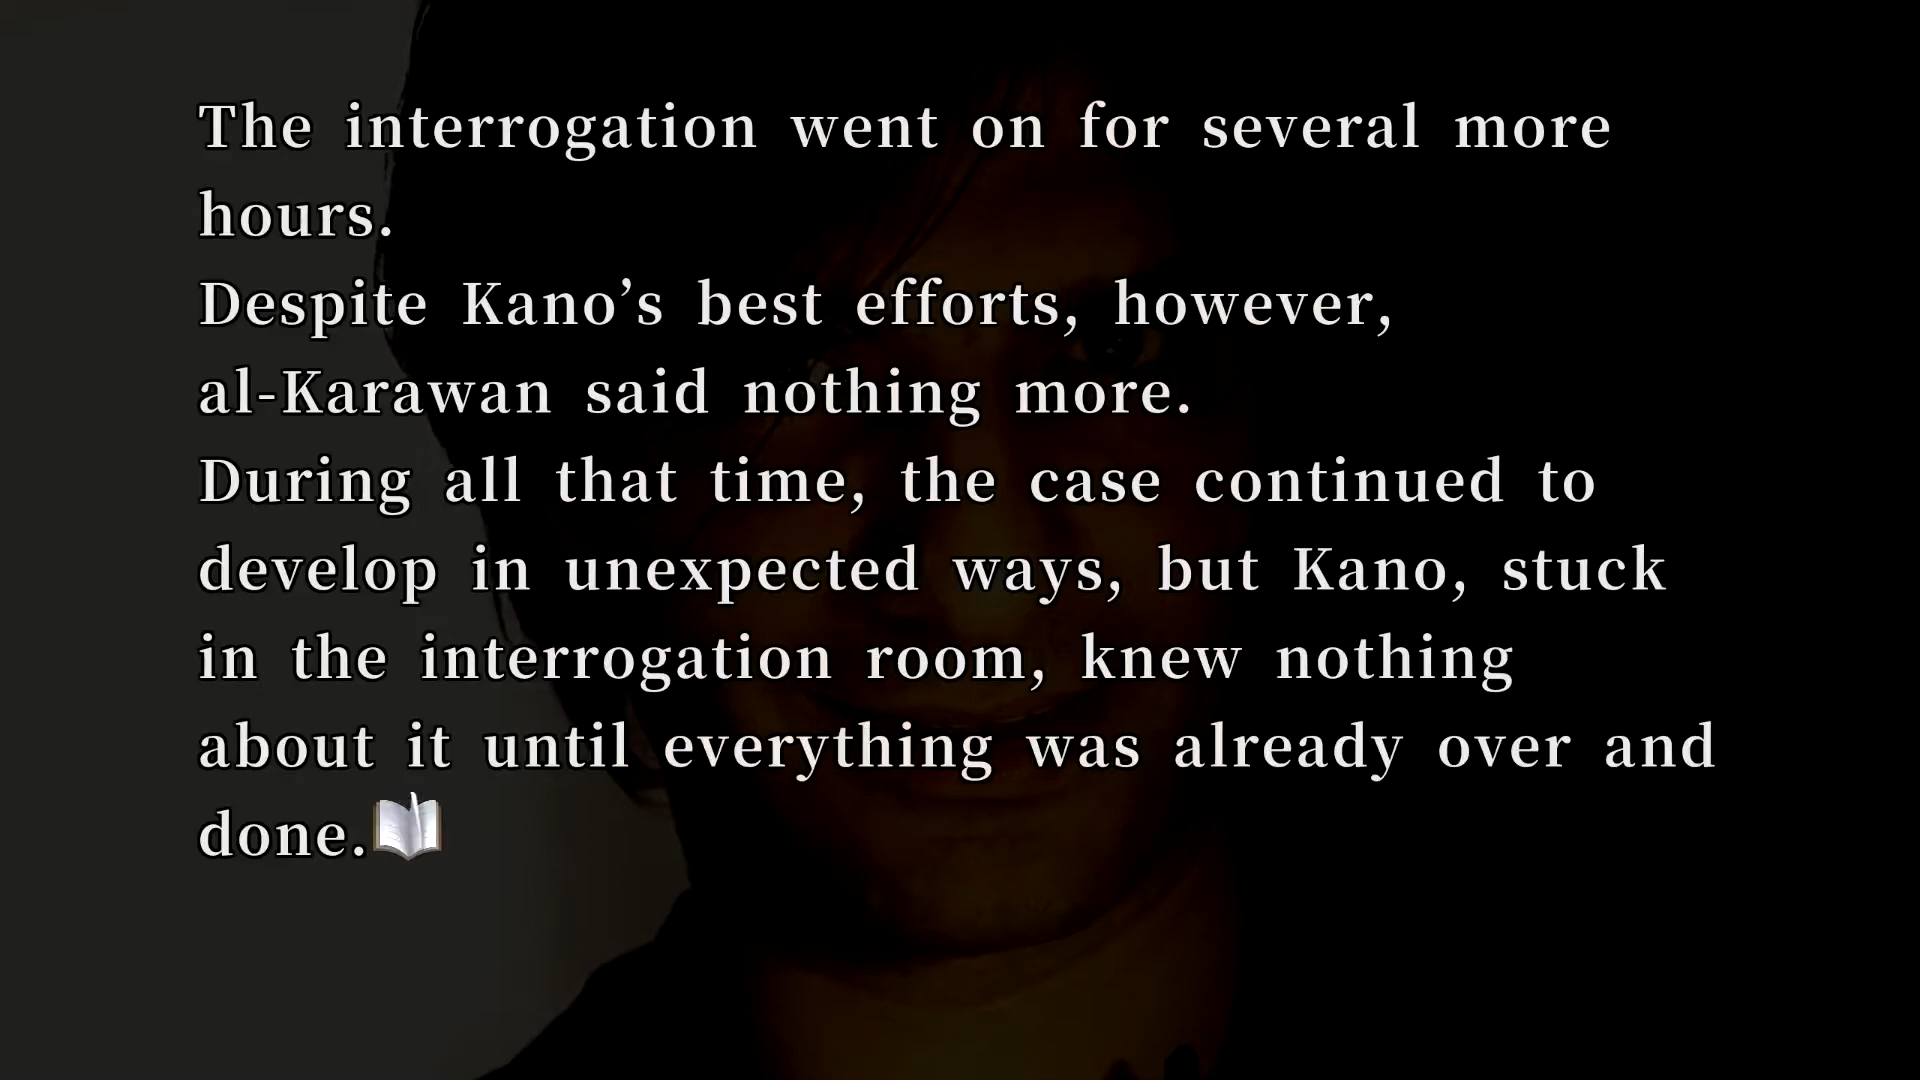 The interrogation went on for several more
hours.
Despite Kano’s best efforts, however,
al-Karawan said nothing more.
During all that time, the case continued to
develop in unexpected ways, but Kano, stuck
in the interrogation room, knew nothing
about it until everything was already over and
done.